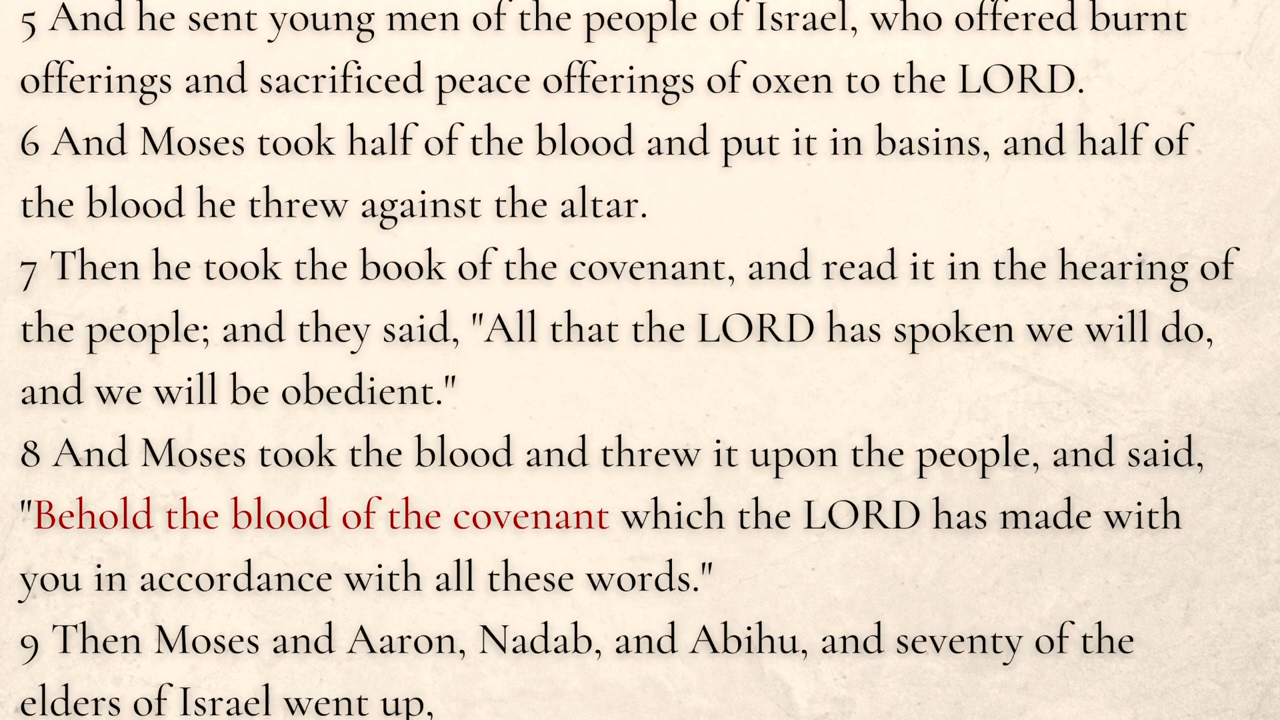 5 And he sent young men of the people of Israel, who offered burnt
offerings and sacrificed peace offerings of oxen to the LORD.
6 And Moses took half of the blood and put it in basins, and half of
the blood he threw against the altar.
7 Then he took the book of the covenant, and read it in the hearing of
the people; and they said, "All that the LORD has spoken we will do,
and we will be obedient."
8 And Moses took the blood and threw it upon the people, and said,
"Behold the blood of the covenant which the LORD has made with
you in accordance with all these words."
9 Then Moses and Aaron, Nadab, and Abihu, and seventy of the
elders of Israel went up,